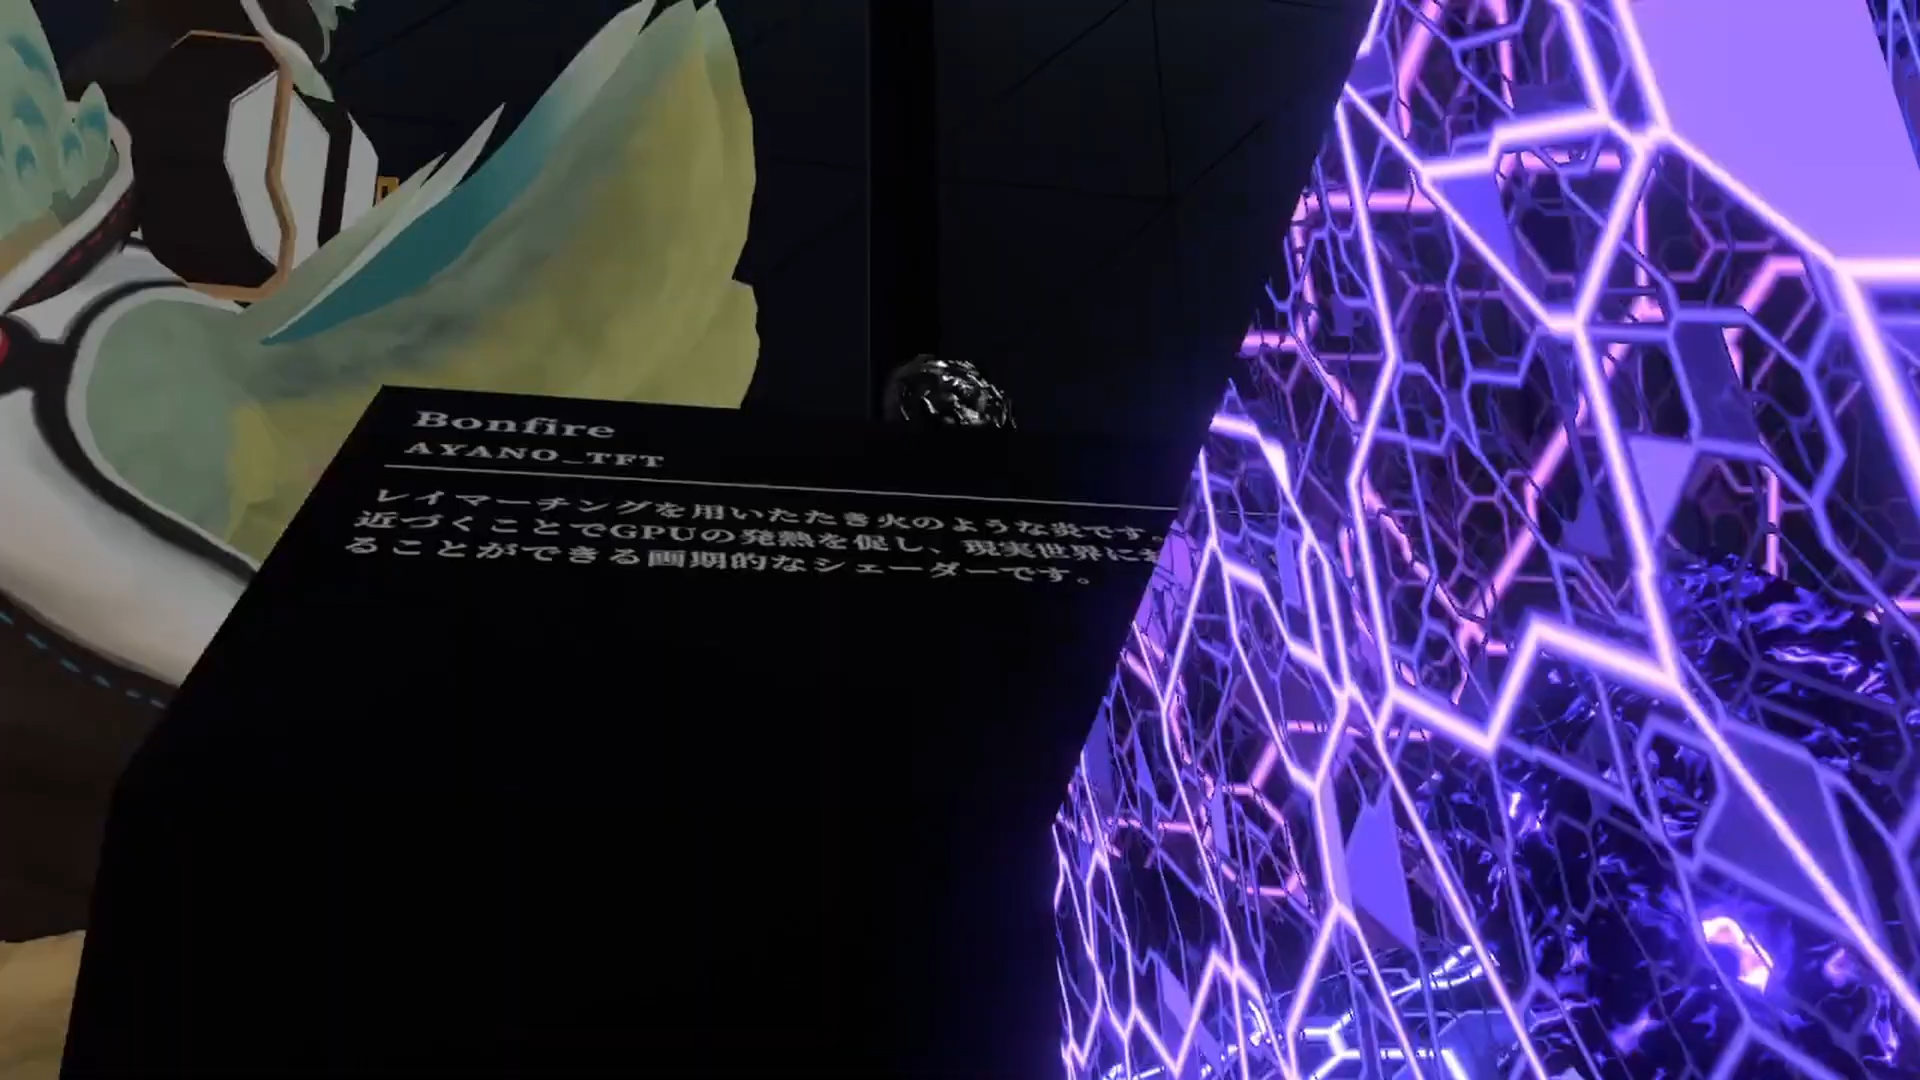 Bonfire
AYANO_TFT
レイマーチングを用いたたき火のような炎です。
近づくことでGPUの発熱を促し、現実世界に
ることができる画期的なシェーダーです。